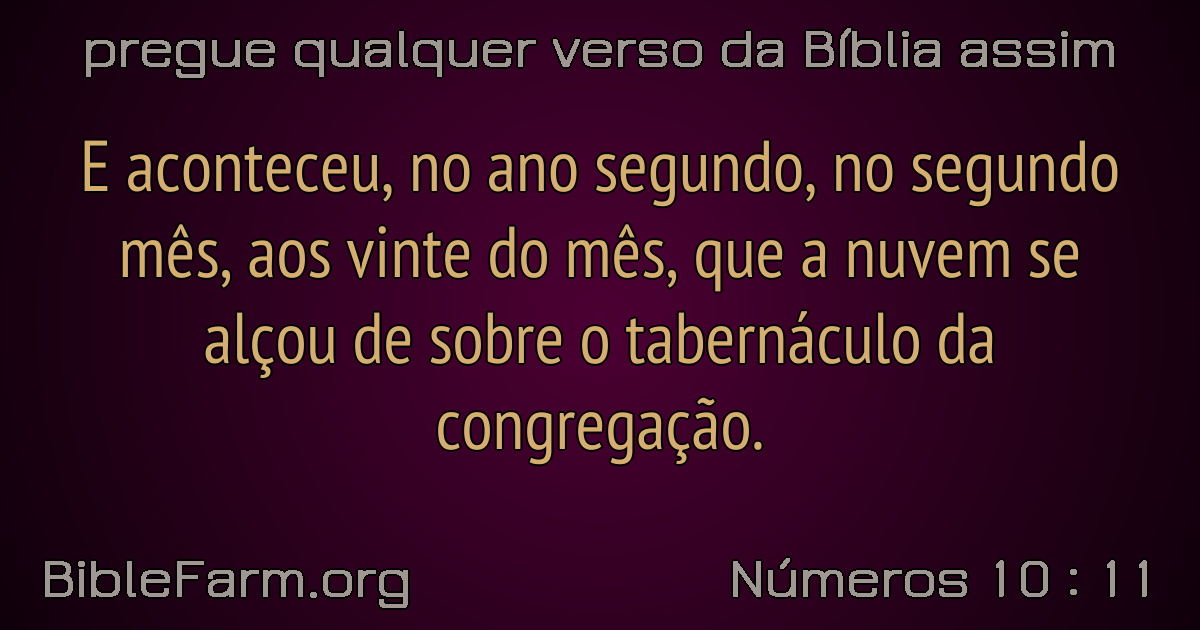 pregue qualquer verso da Bíblia assim
E aconteceu, no ano segundo, no segundo
mês, aos vinte do mês, que a nuvem se
alçou de sobre o tabernáculo da
congregação.
BibleFarm.org
Números 10 : 11